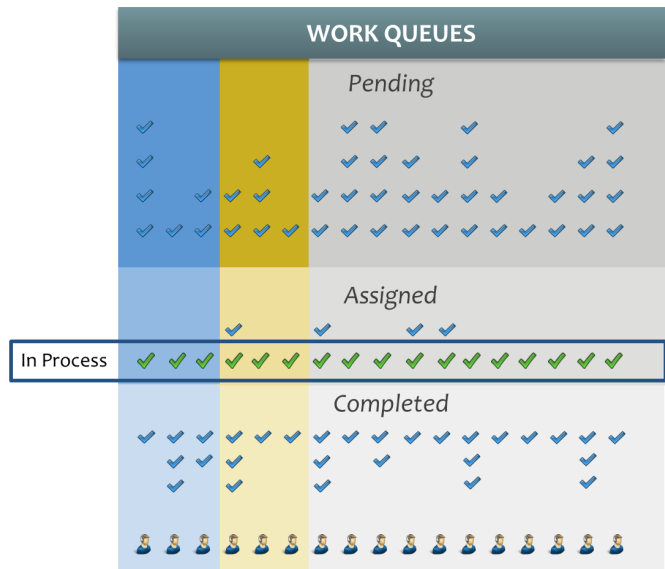 WORK QUEUES
Pending
Assigned
In Process
Completed